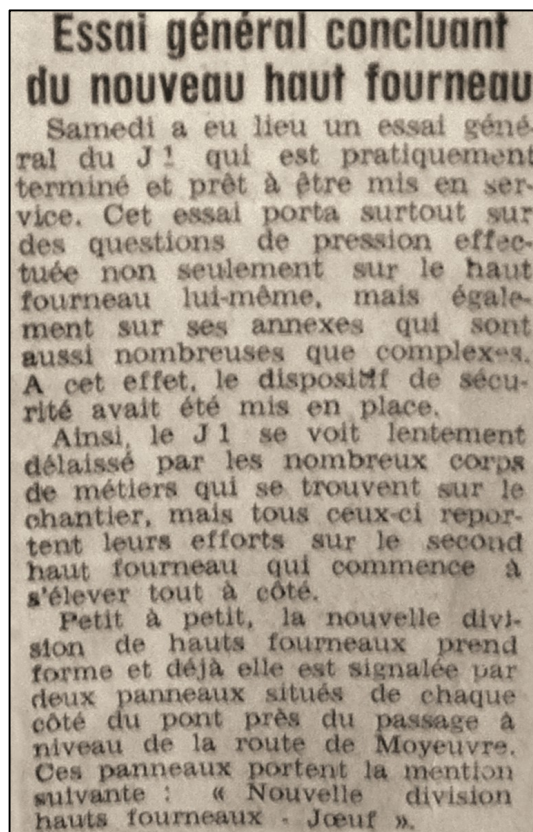 Essai général concluant
du nouveau haut fourneau
Samedi a eu lieu un essai géné-
ral du J 1 qui est pratiquement
terminé et prêt à être mis en ser-
vice. Cet essai porta surtout sur
des questions de pression effec-
tuée non seulement sur le haut
fourneau lui-même, mais égale-
ment sur ses annexes qui sont
aussi nombreuses que complexes.
A cet effet, le dispositif de sécu-
rité avait été mis en place.
Ainsi, le J 1 se voit lentement
délaissé par les nombreux corps
de métiers qui se trouvent sur le
chantier, mais tous ceux-ci repor-
tent leurs efforts sur le second
haut fourneau qui commence à
s'élever tout à côté.
Petit à petit, la nouvelle divi-
sion de hauts fourneaux prend
forme et déjà elle est signalée par
deux panneaux situés de chaque
côté du pont près du passage à
niveau de la route de Moyeuvre.
Ces panneaux portent la mention
suivante : « Nouvelle division
hauts fourneaux - Jœuf ».